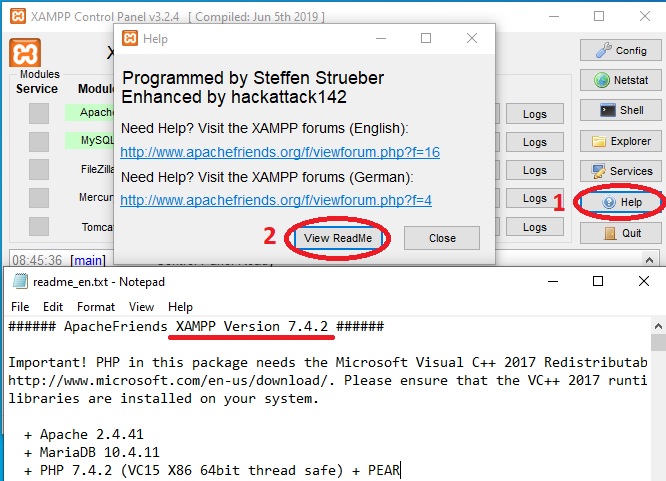 XAMPP Control Panel v3.2.4 [ Compiled: Jun 5th 2019 ]
Help
Modules
Service
Config
Netstat
Shell
Explorer
Services
1
Help
Quit
Logs
Logs
Logs
Logs
Logs
Programmed by Steffen Strueber
Enhanced by hackattack142
Need Help? Visit the XAMPP forums (English):
http://www.apachefriends.org/f/viewforum.php?f=16
Need Help? Visit the XAMPP forums (German):
http://www.apachefriends.org/f/viewforum.php?f=4
2
View ReadMe
Close
08:45:36 [main]
readme_en.txt - Notepad
File Edit Format View Help
###### ApacheFriends XAMPP Version 7.4.2 ######
Important! PHP in this package needs the Microsoft Visual C++ 2017 Redistributab
http://www.microsoft.com/en-us/download/. Please ensure that the VC++ 2017 runti
libraries are installed on your system.
+ Apache 2.4.41
+ MariaDB 10.4.11
+ PHP 7.4.2 (VC15 X86 64bit thread safe) + PEAR